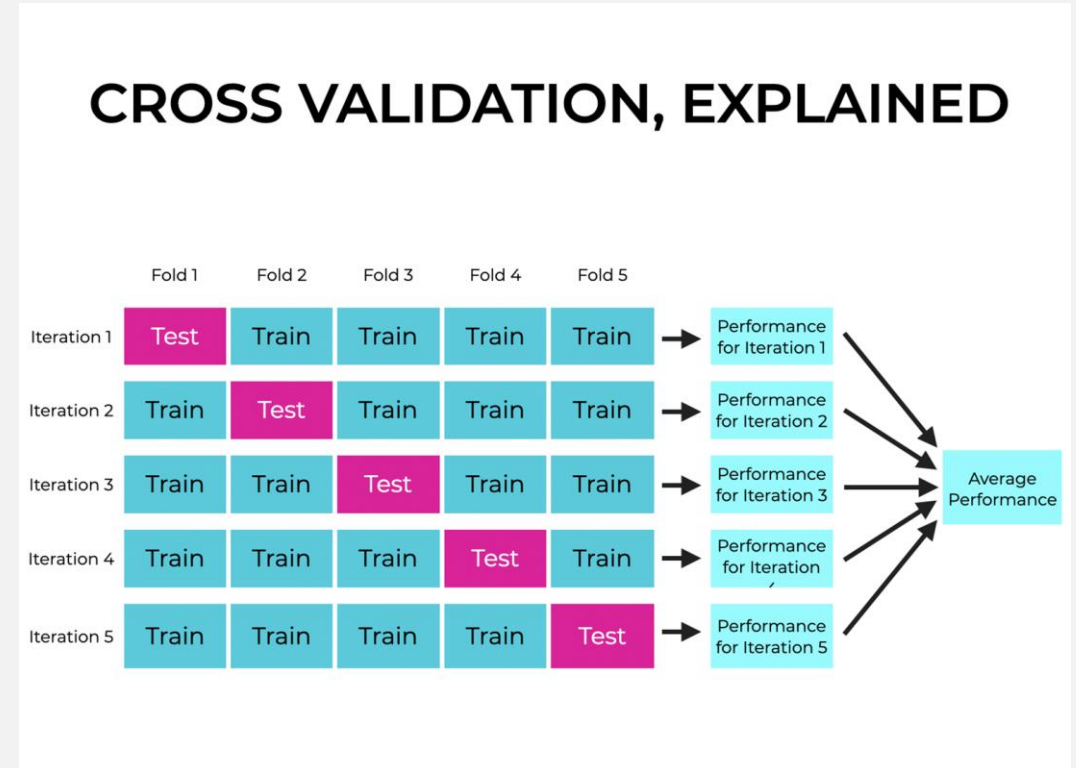 CROSS VALIDATION, EXPLAINED
Fold 1 Fold 2 Fold 3 Fold 4 Fold 5
Iteration 1 Test Train Train Train Train Performance
for Iteration 1
Iteration 2 Train Test Train Train Train Performance
for Iteration 2
Iteration 3 Train Train Test Train Train Performance
for Iteration 3
Average
Performance
Iteration 4 Train Train Train Test Train Performance
for Iteration
Iteration 5 Train Train Train Train Test Performance
for Iteration 5